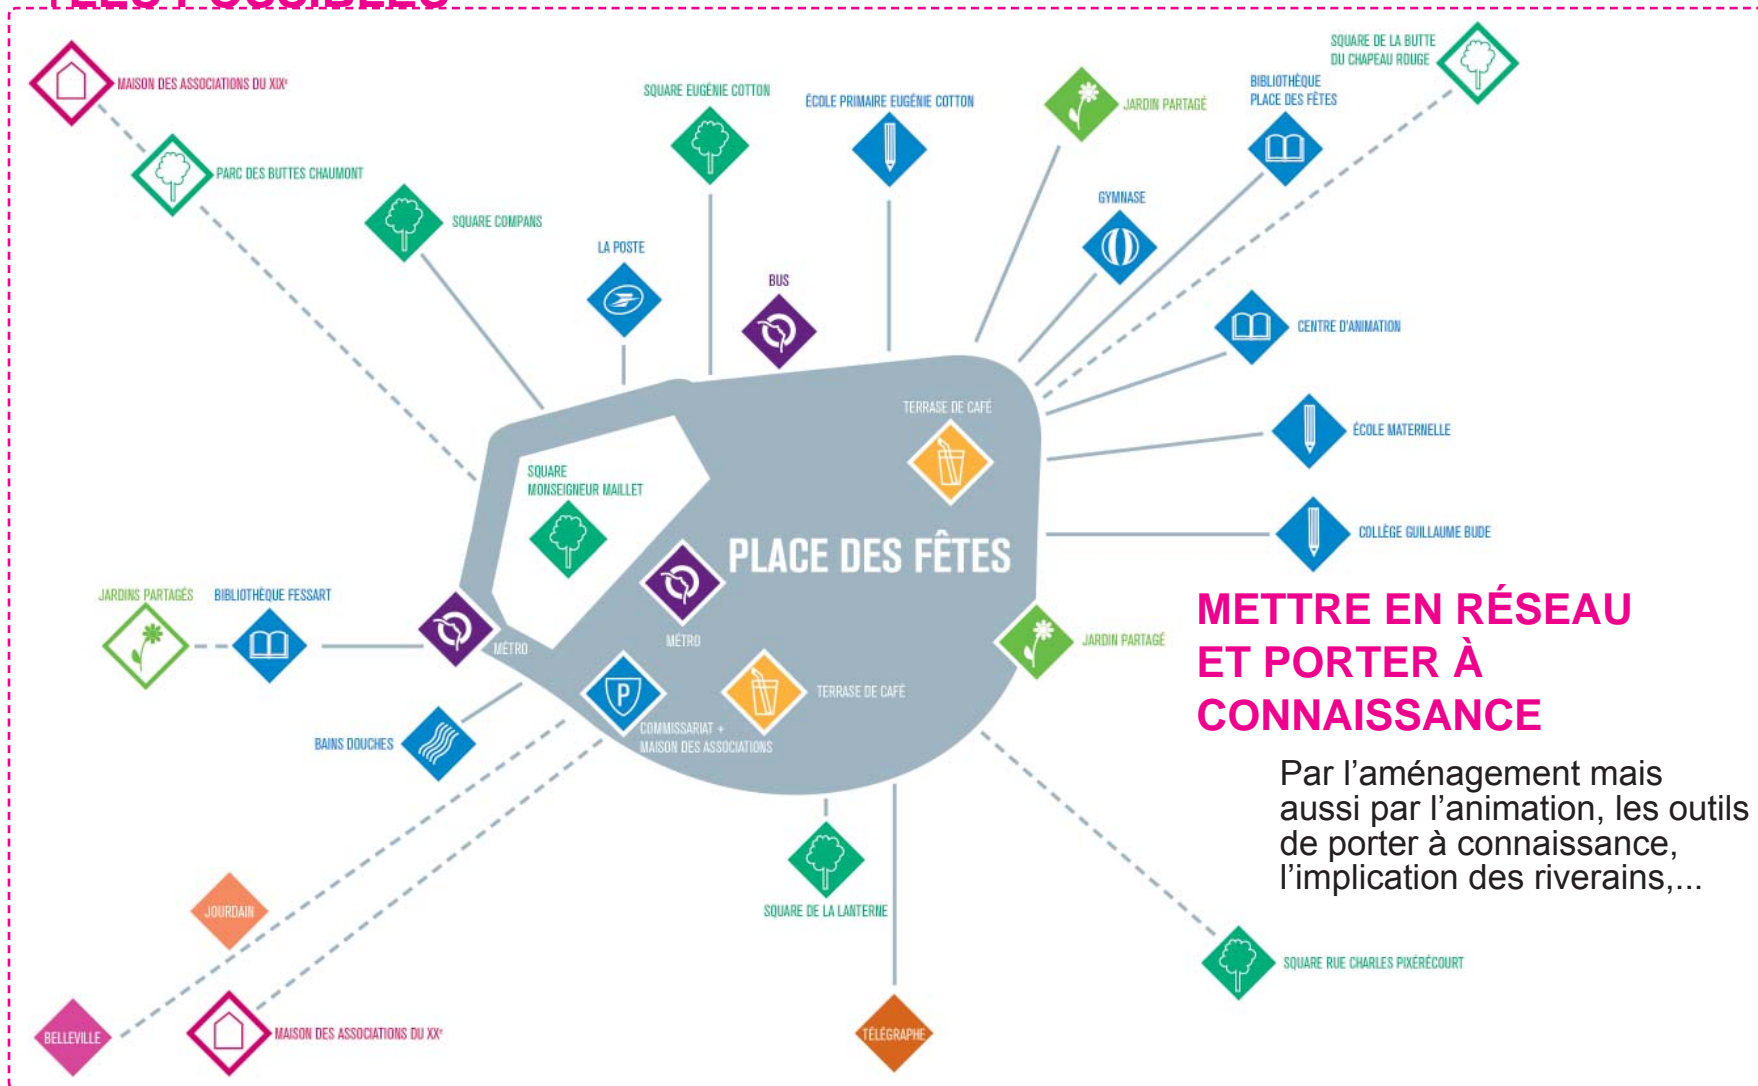 SQUARE DE LA BUTTE
DU CHAPEAU ROUGE
MAISON DES ASSOCIATIONS DU XIXᵉ
SQUARE EUGÉNIE COTTON
ÉCOLE PRIMAIRE EUGÉNIE COTTON
JARDIN PARTAGÉ
BIBLIOTHÈQUE
PLACE DES FÊTES
PARC DES BUTTES CHAUMONT
SQUARE COMPANS
LA POSTE
BUS
GYMNASE
CENTRE D'ANIMATION
TERRASE DE CAFÉ
ÉCOLE MATERNELLE
SQUARE
MONSEIGNEUR MAILLET
PLACE DES FÊTES
COLLÈGE GUILLAUME BUDE
JARDINS PARTAGÉS
BIBLIOTHÈQUE FESSART
MÉTRO
MÉTRO
JARDIN PARTAGÉ
METTRE EN RÉSEAU
ET PORTER À
CONNAISSANCE
P
TERRASE DE CAFÉ
COMMISSARIAT +
MAISON DES ASSOCIATIONS
BAINS DOUCHES
Par l’aménagement mais
aussi par l’animation, les outils
de porter à connaissance,
l’implication des riverains,...
JOURDAIN
SQUARE DE LA LANTERNE
SQUARE RUE CHARLES PIXÉRÉCOURT
BELLEVILLE
MAISON DES ASSOCIATIONS DU XXᵉ
TÉLÉGRAPHE